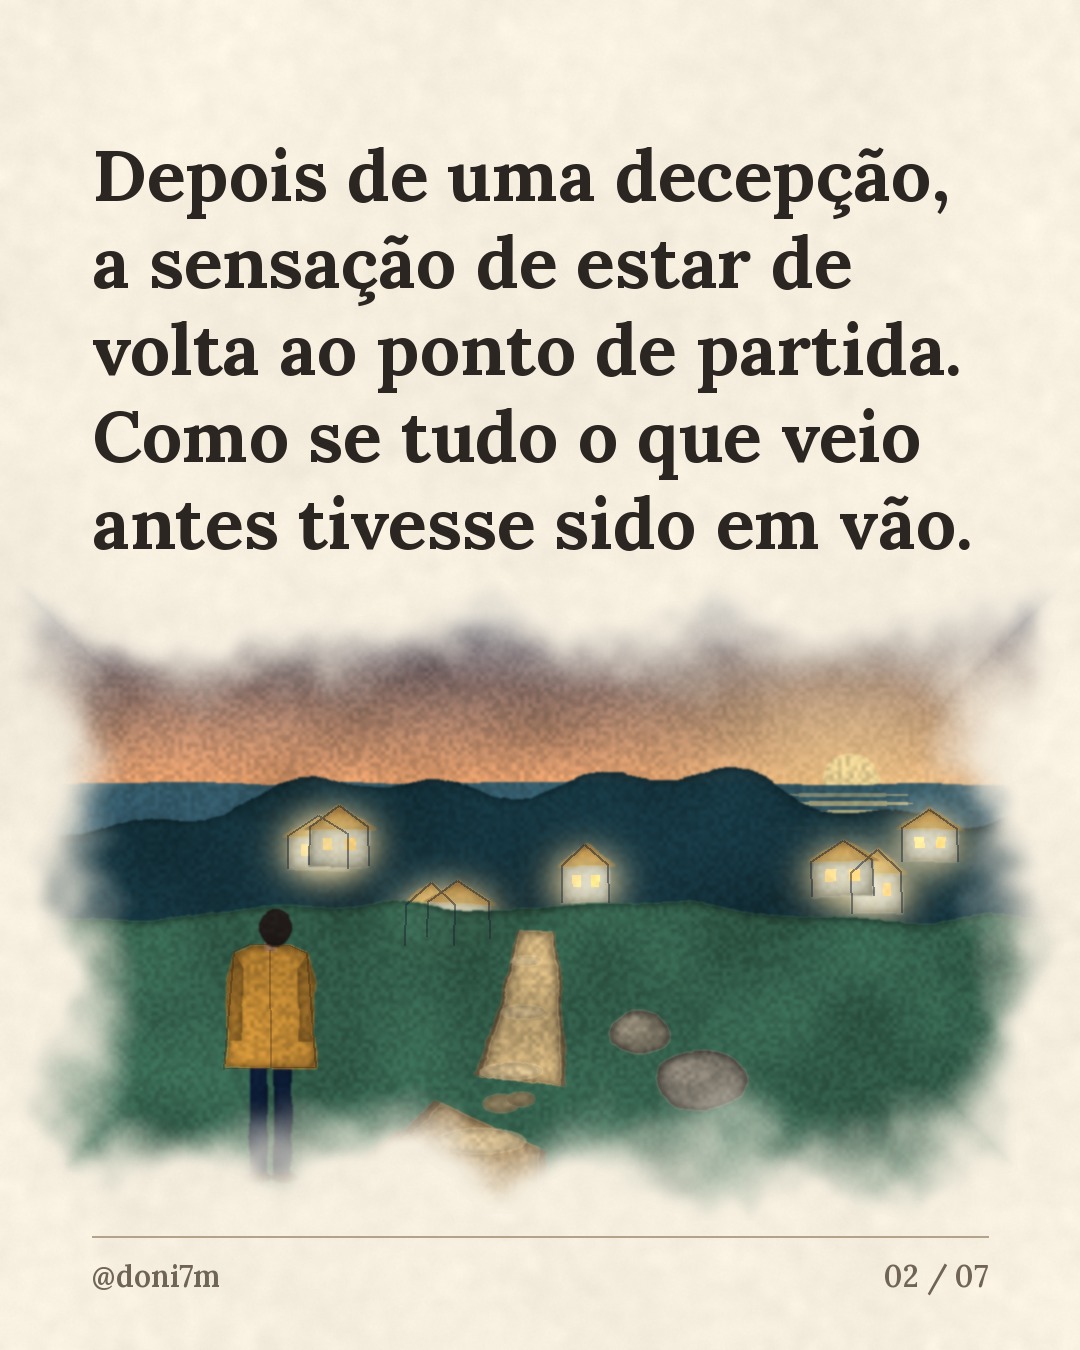 Depois de uma decepção,
a sensação de estar de
volta ao ponto de partida.
Como se tudo o que veio
antes tivesse sido em vão.
@doni7m
02 / 07